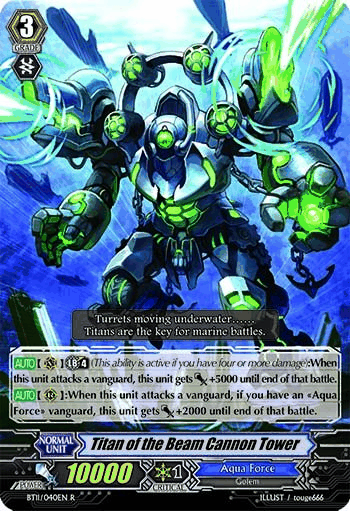 3
GRADE
Turrets moving underwater......
Titans are the key for marine battles.
AUTO [ ] LB 4 (This ability is active if you have four or more damage):When
this unit attacks a vanguard, this unit gets +5000 until end of that battle.
AUTO [ ]:When this unit attacks a vanguard, if you have an «Aqua
Force» vanguard, this unit gets +2000 until end of that battle.
NORMAL
UNIT
Titan of the Beam Cannon Tower
10000
POWER
1
CRITICAL
Aqua Force
Golem
BT11/040EN R
ILLUST / touge666